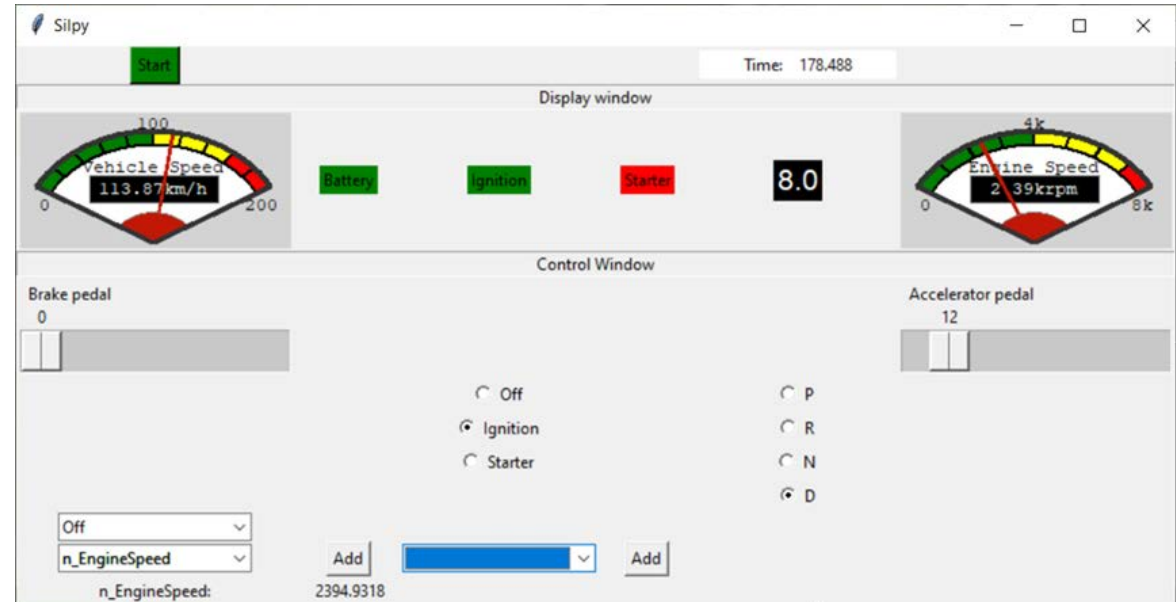 Silpy
Start
Time: 178.488
Display window
100
Vehicle Speed
113.87km/h
0
200
Battery
Ignition
Starter
8.0
4k
Engine Speed
2.39krpm
0
8k
Control Window
Brake pedal
0
Accelerator pedal
12
Off
Ignition
Starter
P
R
N
D
Off
n_EngineSpeed
Add
Add
n_EngineSpeed:
2394.9318